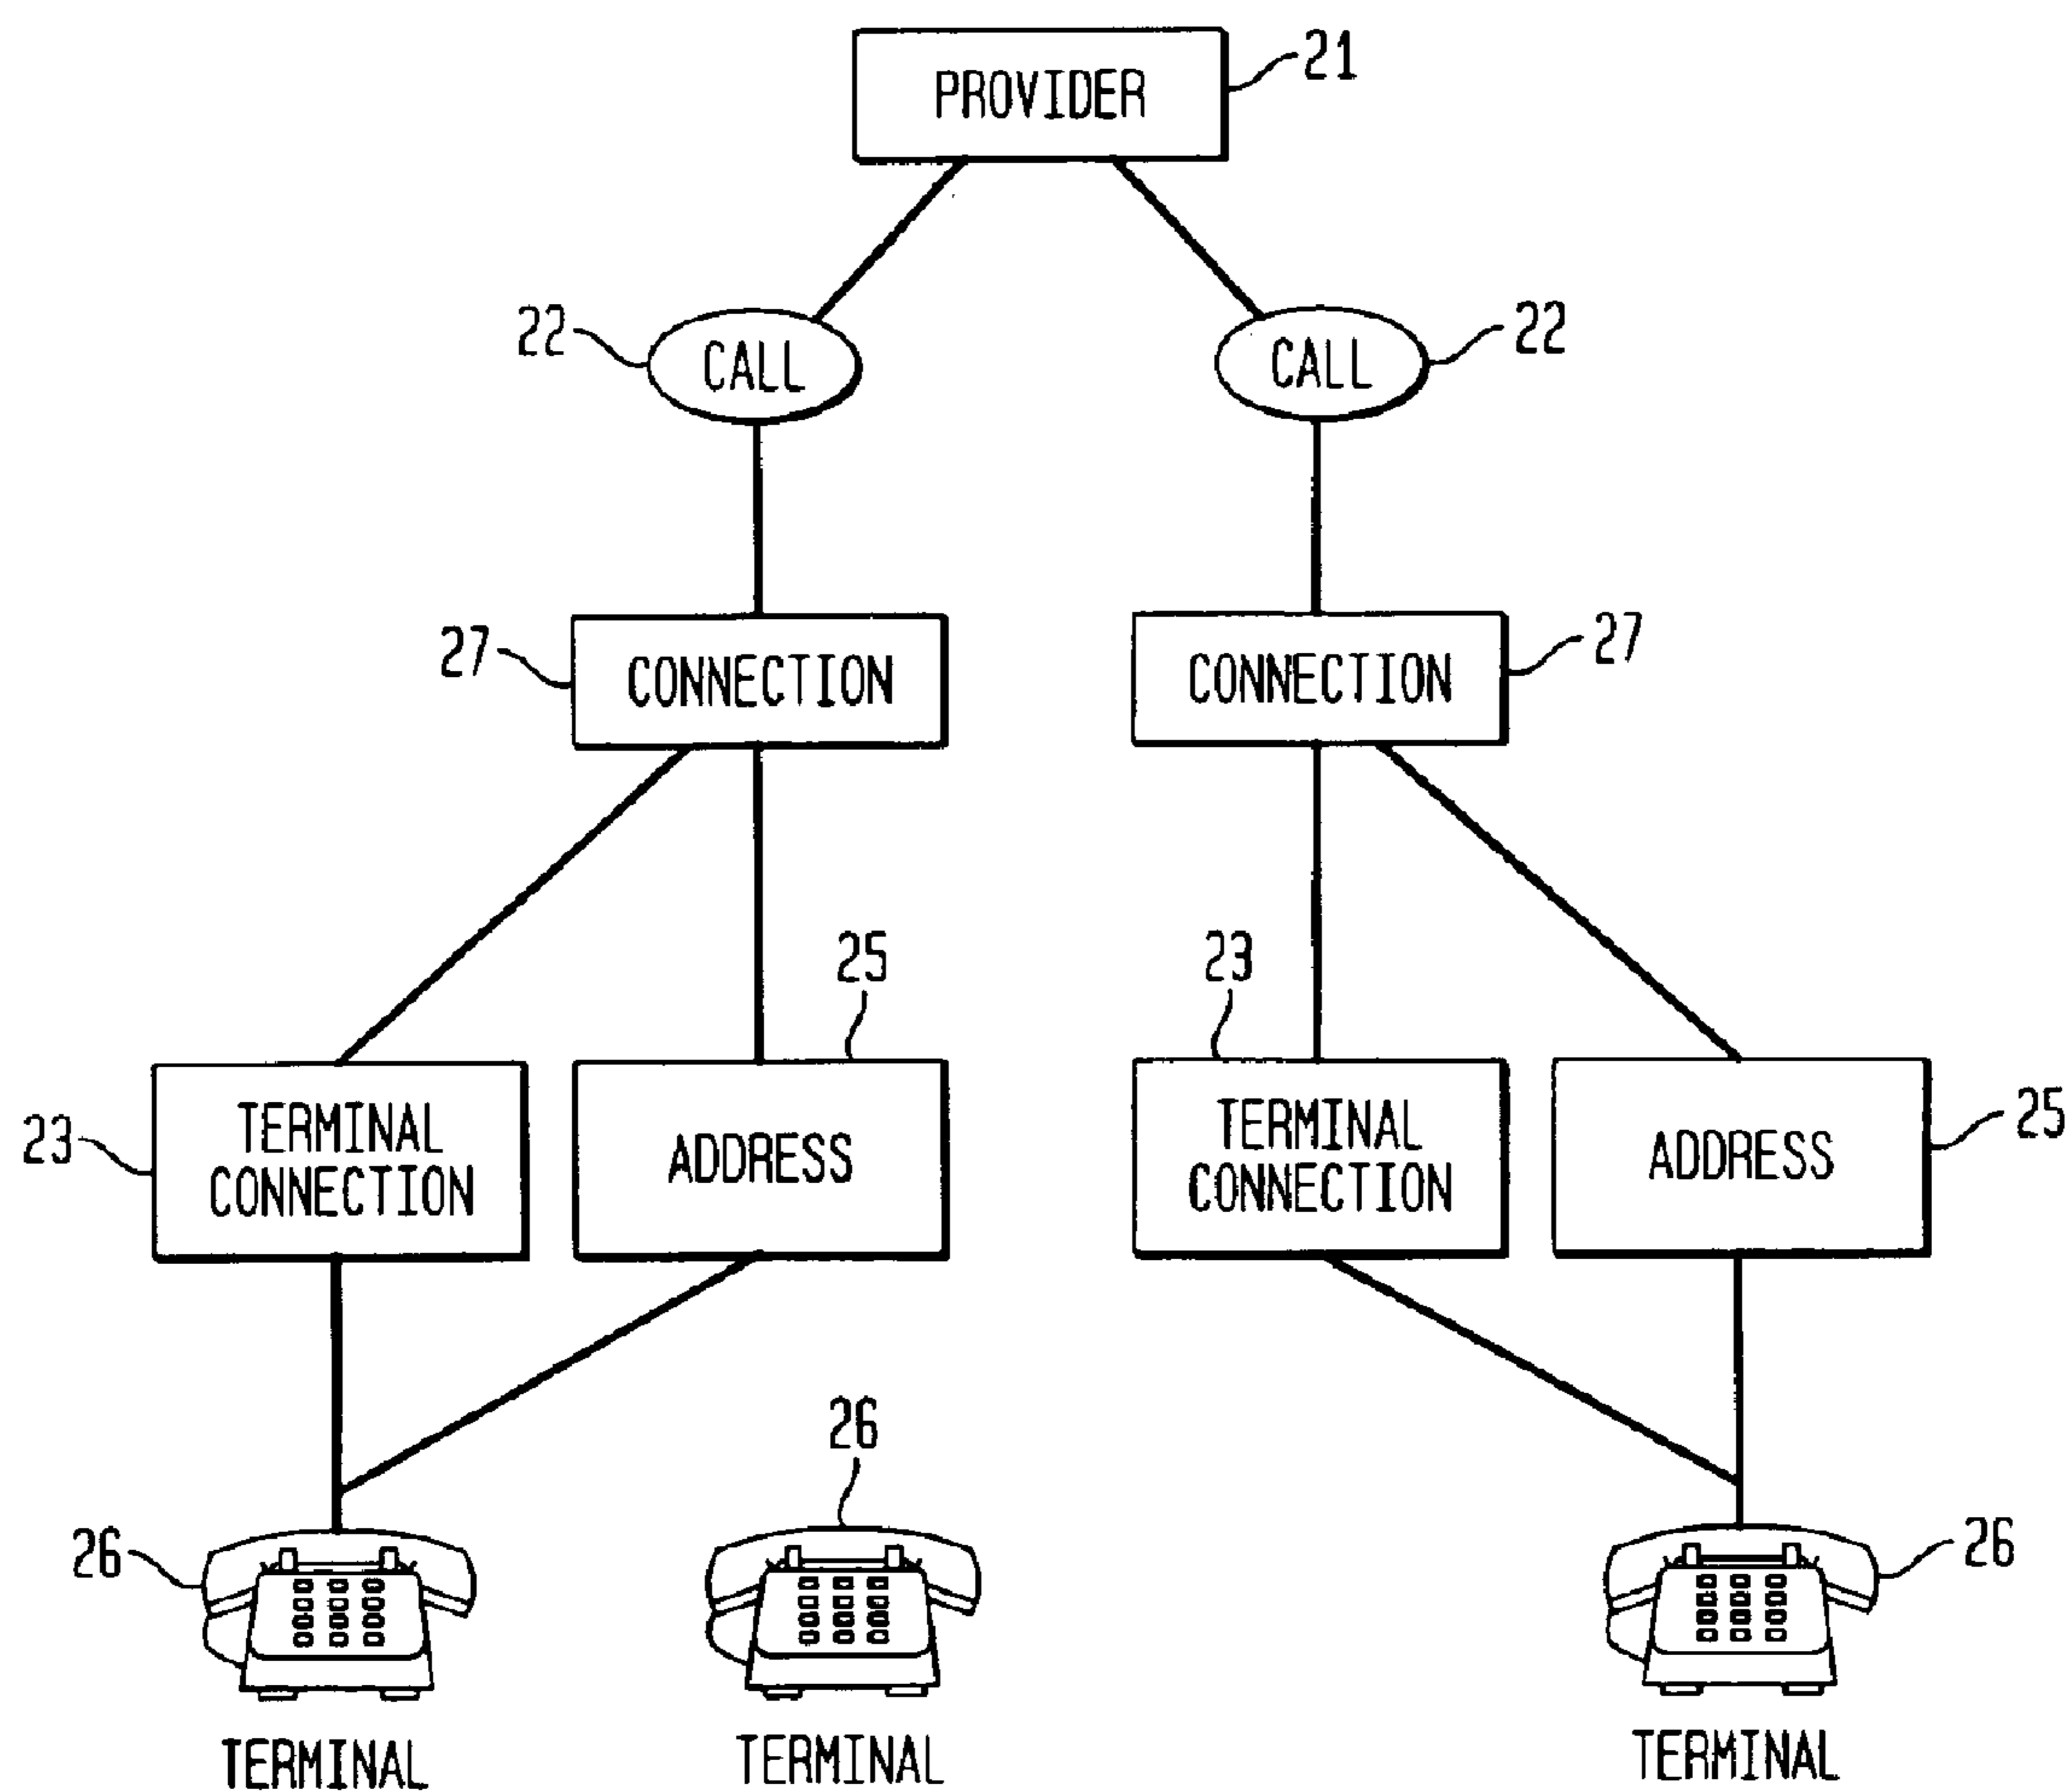 PROVIDER
21
22
CALL
CALL
22
27
CONNECTION
CONNECTION
27
25
23
23
TERMINAL
CONNECTION
ADDRESS
TERMINAL
CONNECTION
ADDRESS
25
26
26
26
TERMINAL
TERMINAL
TERMINAL